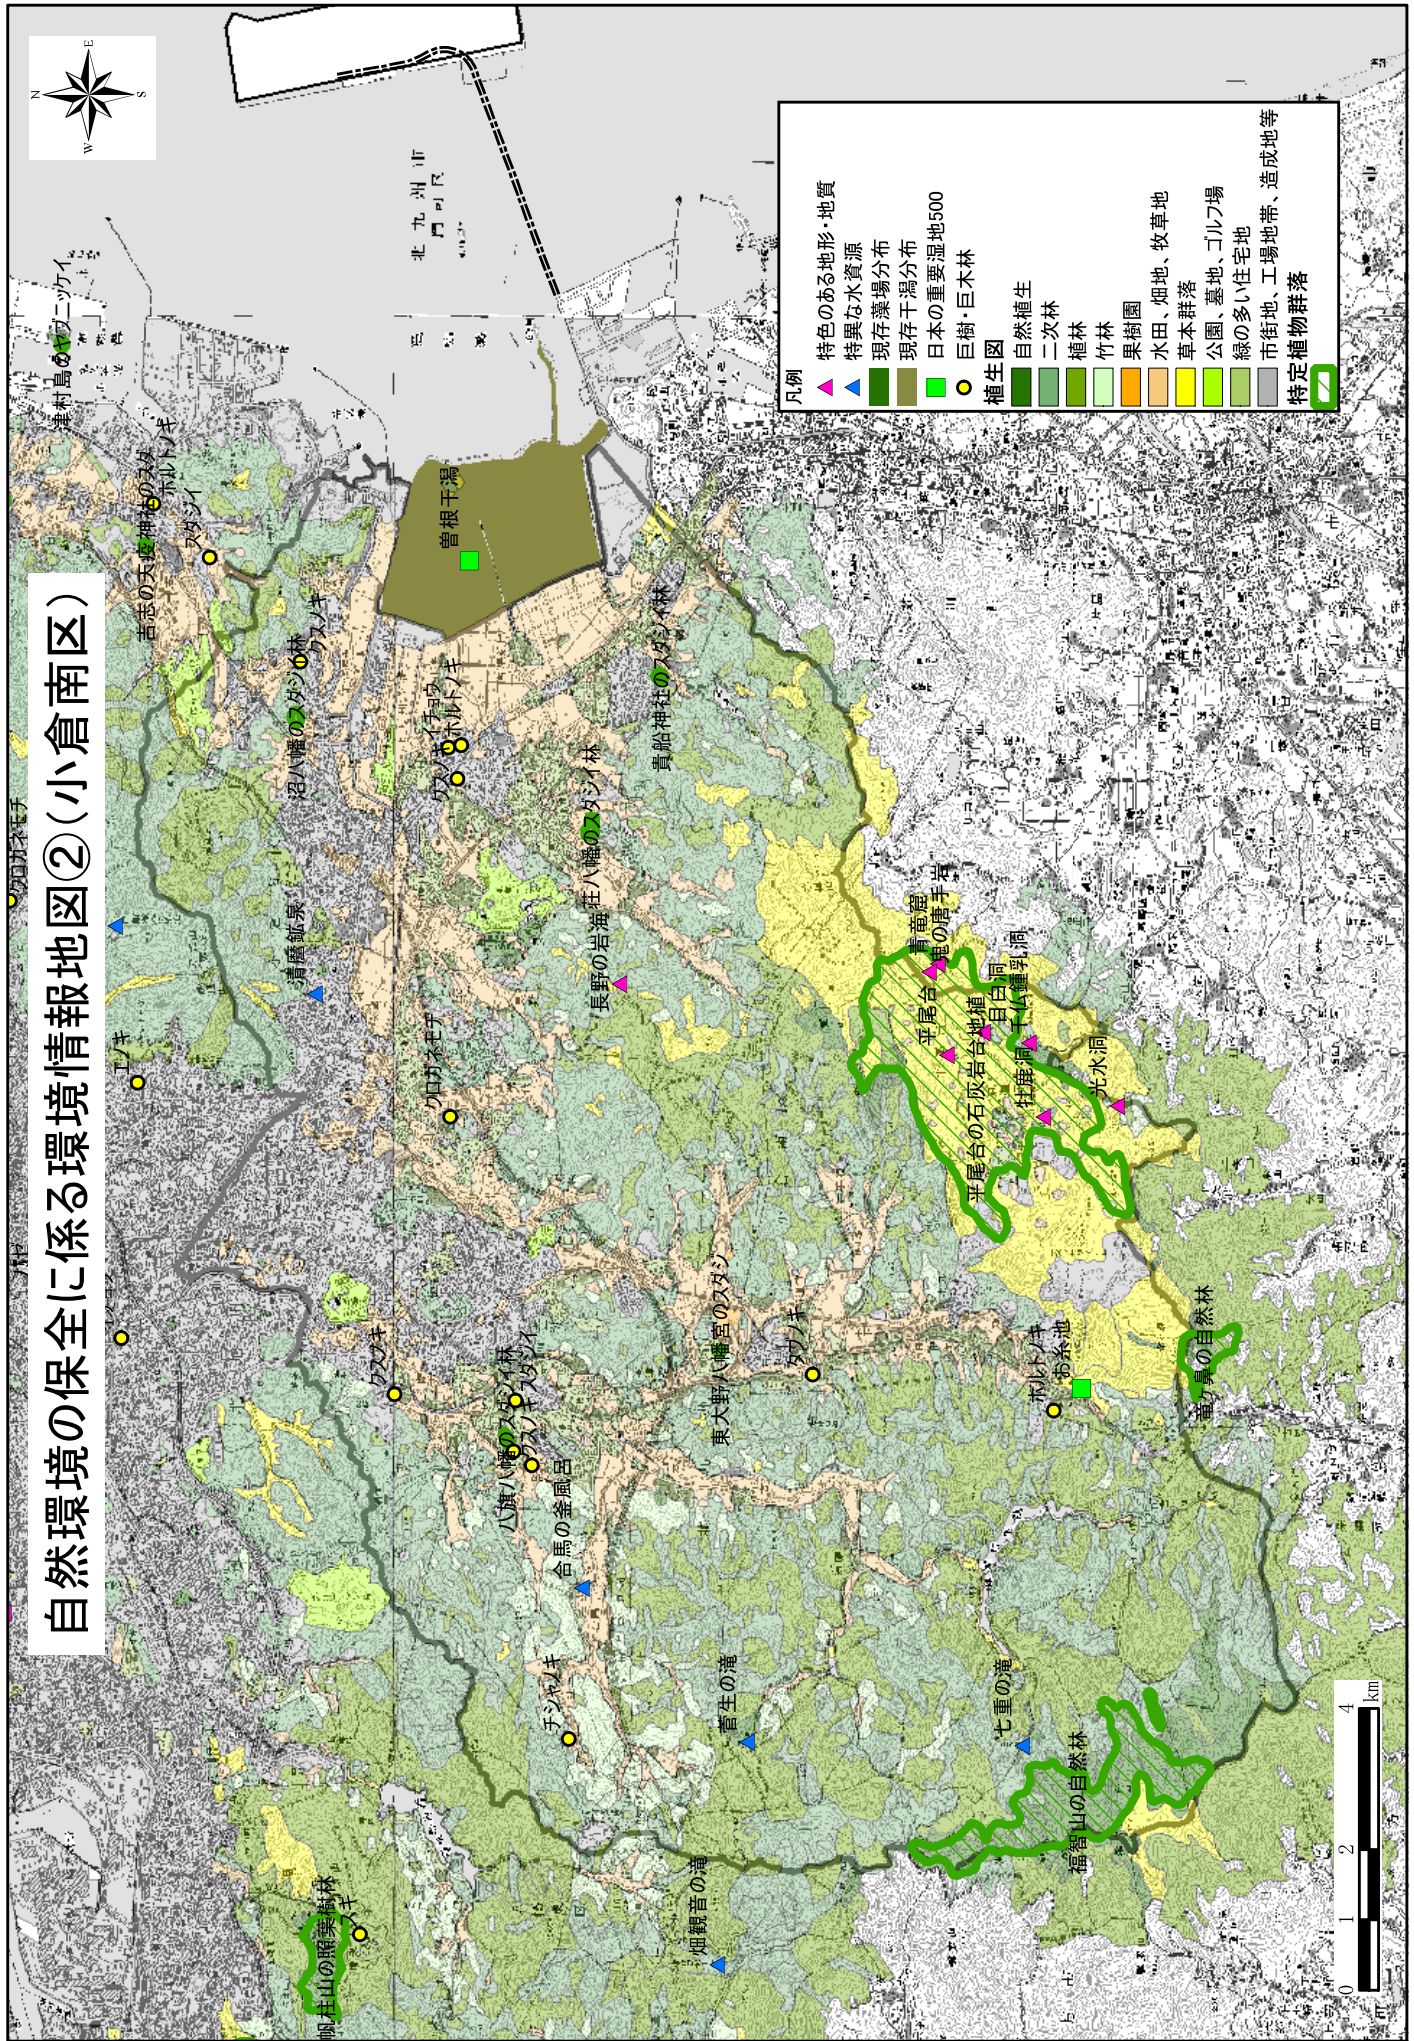 自然環境の保全に係る環境情報地図②(小倉南区)
N
E
S
W
凡例
特色のある地形・地質
特異な水資源
現存藻場分布
現存干潟分布
日本の重要湿地500
巨樹・巨木林
植生図
自然植生
二次林
植林
竹林
果樹園
水田、畑地、牧草地
草本群落
公園、墓地、ゴルフ場
緑の多い住宅地
市街地、工場地帯、造成地等
特定植物群落
津村島のヤブニッケイ
吉志の天疫神社のスダ
ホルトノキ
スダジイ
沼八幡のスダジイ林
クスノキ
曽根干潟
イチョウ
ホルトノキ
クスノキ
貴船神社のスダジイ林
荘八幡のスダジイ林
長野の岩海
クロガネモチ
清麿鉱泉
エノキ
クロガネモチ
青竜窟
鬼の唐手岩
平尾台
平尾台の石灰岩台地植
目白洞
千仏鍾乳洞
牡鹿洞
光水洞
クスノキ
八旗八幡のスダジイ林
スダジイ
クスノキ
合馬の釜風呂
東大野八幡宮のスダジ
タブノキ
ホルトノキ
お糸池
竜ヶ鼻の自然林
チシャノキ
菅生の滝
七重の滝
福智山の自然林
畑観音の滝
帆柱山の照葉樹林
北九州市
0 1 2 4
km